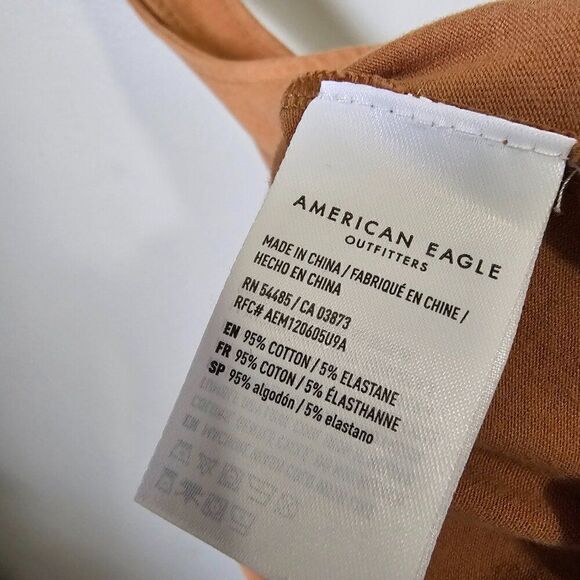 AMERICAN EAGLE
OUTFITTERS
MADE IN CHINA / FABRIQUÉ EN CHINE /
HECHO EN CHINA
RN 54485 / CA 03873
RFC# AEM120605U9A
EN 95% COTTON / 5% ELASTANE
FR 95% COTON / 5% ÉLASTHANNE
SP 95% algodón / 5% elastano